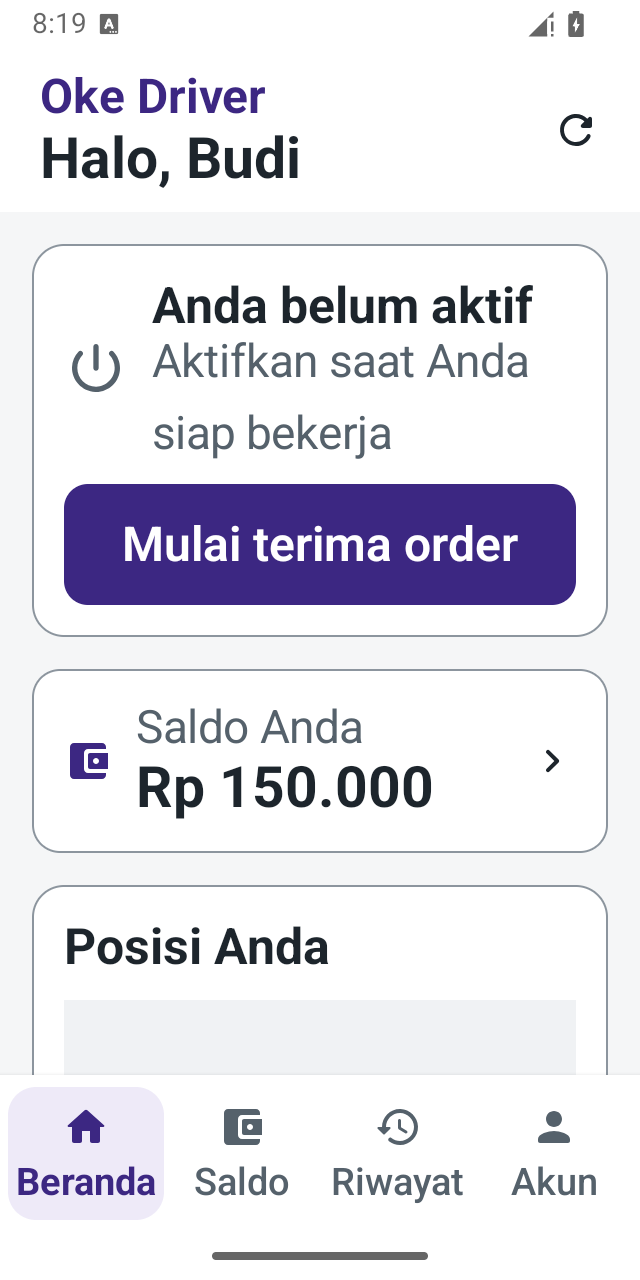 8:19
Oke Driver
Halo, Budi
Anda belum aktif
Aktifkan saat Anda
siap bekerja
Mulai terima order
Saldo Anda
Rp 150.000
Posisi Anda
Beranda
Saldo
Riwayat
Akun